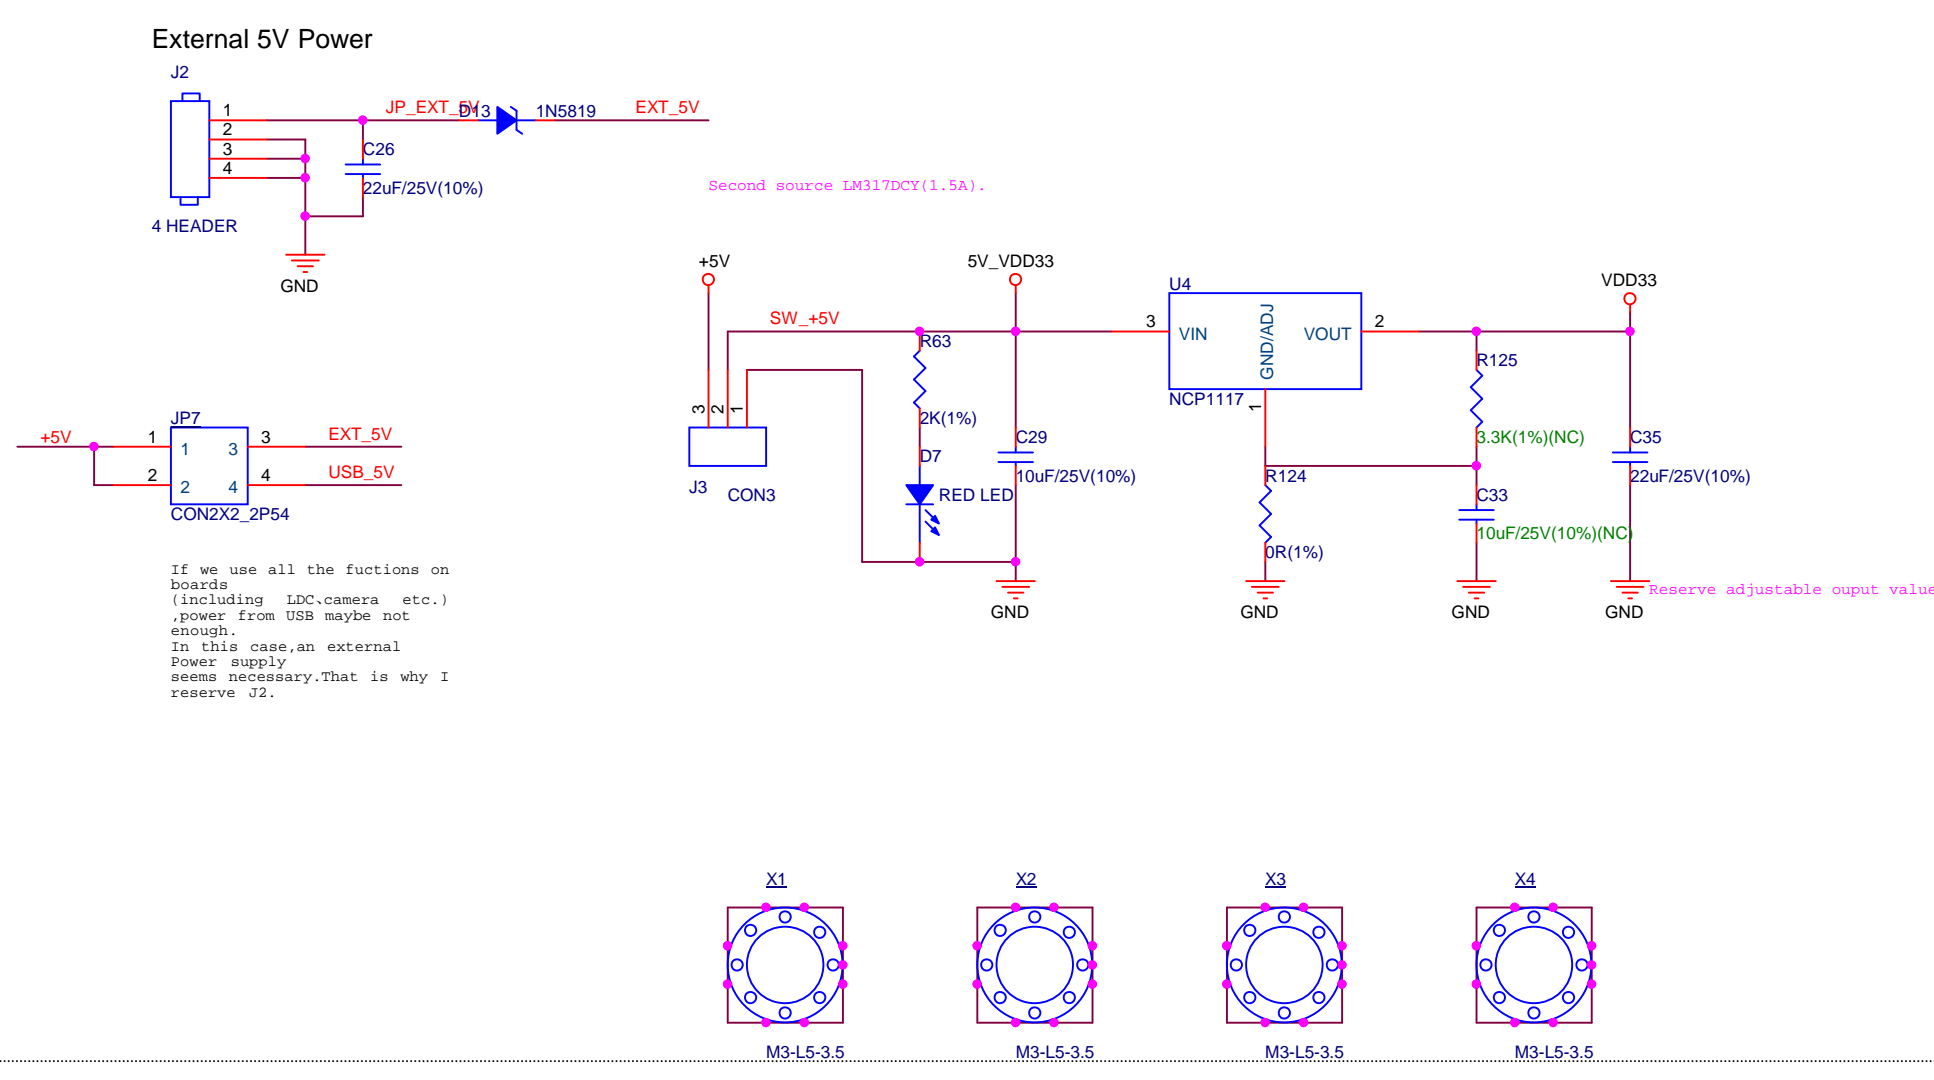 External 5V Power
J2
1
2
3
4
4 HEADER
JP_EXT_5V
D13
1N5819
EXT_5V
C26
22uF/25V(10%)
GND
Second source LM317DCY(1.5A).
+5V
JP7
1
2
1
2
3
4
3
4
EXT_5V
USB_5V
CON2X2_2P54
If we use all the fuctions on
boards
(including LDC、camera etc.)
,power from USB maybe not
enough.
In this case,an external
Power supply
seems necessary.That is why I
reserve J2.
+5V
SW_+5V
3
2
1
J3
CON3
5V_VDD33
R63
2K(1%)
D7
RED LED
C29
10uF/25V(10%)
GND
U4
3
VIN
GND/ADJ
VOUT
2
NCP1117
1
R124
0R(1%)
GND
R125
3.3K(1%)(NC)
C33
10uF/25V(10%)(NC)
GND
VDD33
C35
22uF/25V(10%)
GND
Reserve adjustable ouput value
X1
X2
X3
X4
M3-L5-3.5
M3-L5-3.5
M3-L5-3.5
M3-L5-3.5